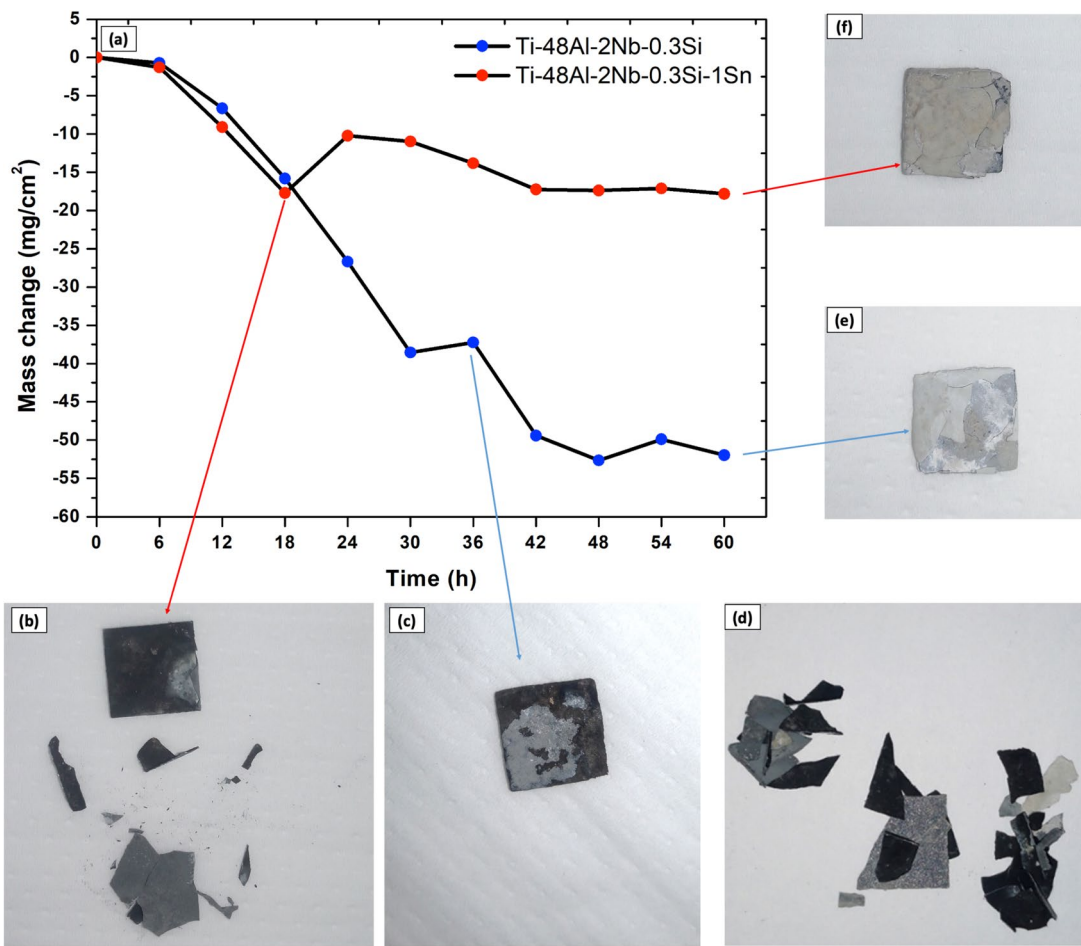 (a)
Ti-48Al-2Nb-0.3Si
Ti-48Al-2Nb-0.3Si-1Sn
Mass change (mg/cm²)
5
0
-5
-10
-15
-20
-25
-30
-35
-40
-45
-50
-55
-60
0 6 12 18 24 30 36 42 48 54 60
Time (h)
(f)
(e)
(b)
(c)
(d)